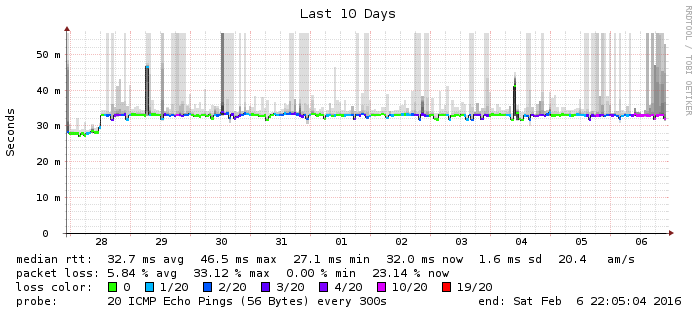 Last 10 Days
RRDTOOL / TOBI OETIKER
Seconds
50 m
40 m
30 m
20 m
10 m
0
28 29 30 31 01 02 03 04 05 06
median rtt: 32.7 ms avg 46.5 ms max 27.1 ms min 32.0 ms now 1.6 ms sd 20.4 am/s
packet loss: 5.84 % avg 33.12 % max 0.00 % min 23.14 % now
loss color: 0 1/20 2/20 3/20 4/20 10/20 19/20
probe: 20 ICMP Echo Pings (56 Bytes) every 300s end: Sat Feb 6 22:05:04 2016